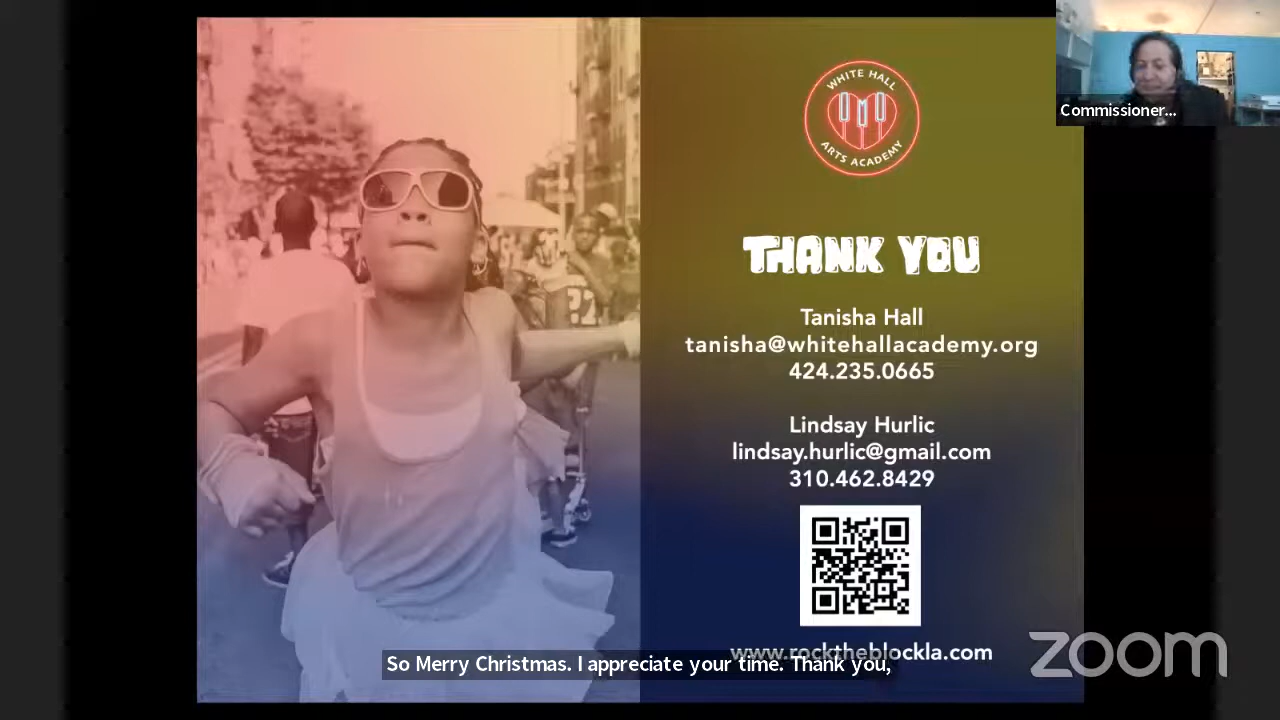 WHITE HALL
ARTS ACADEMY
Commissioner...
THANK YOU
Tanisha Hall
tanisha@whitehallacademy.org
424.235.0665
Lindsay Hurlic
lindsay.hurlic@gmail.com
310.462.8429
www.rocktheblockla.com
So Merry Christmas. I appreciate your time. Thank you,
zoom